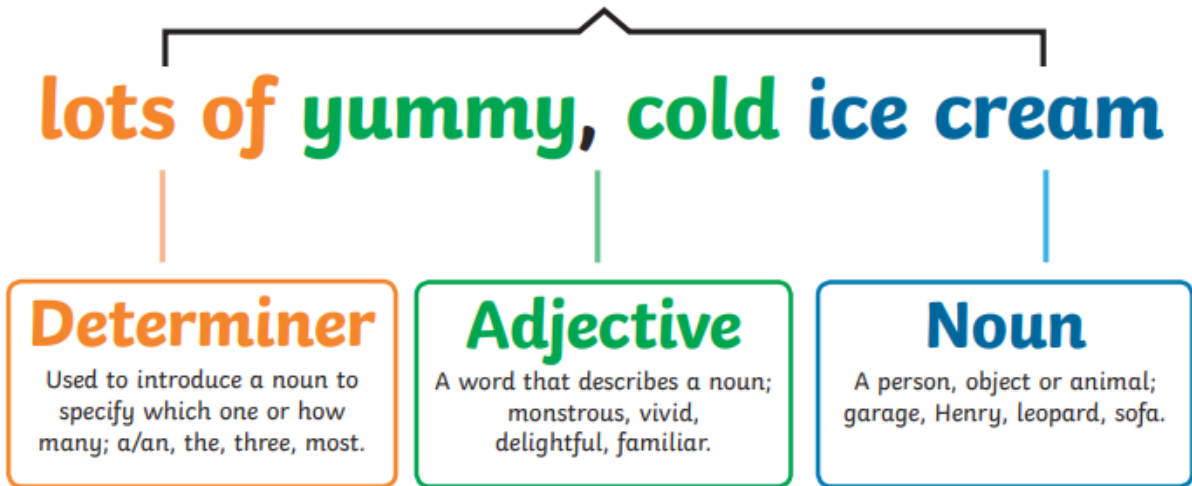 lots of yummy, cold ice cream
Determiner
Used to introduce a noun to
specify which one or how
many; a/an, the, three, most.
Adjective
A word that describes a noun;
monstrous, vivid,
delightful, familiar.
Noun
A person, object or animal;
garage, Henry, leopard, sofa.